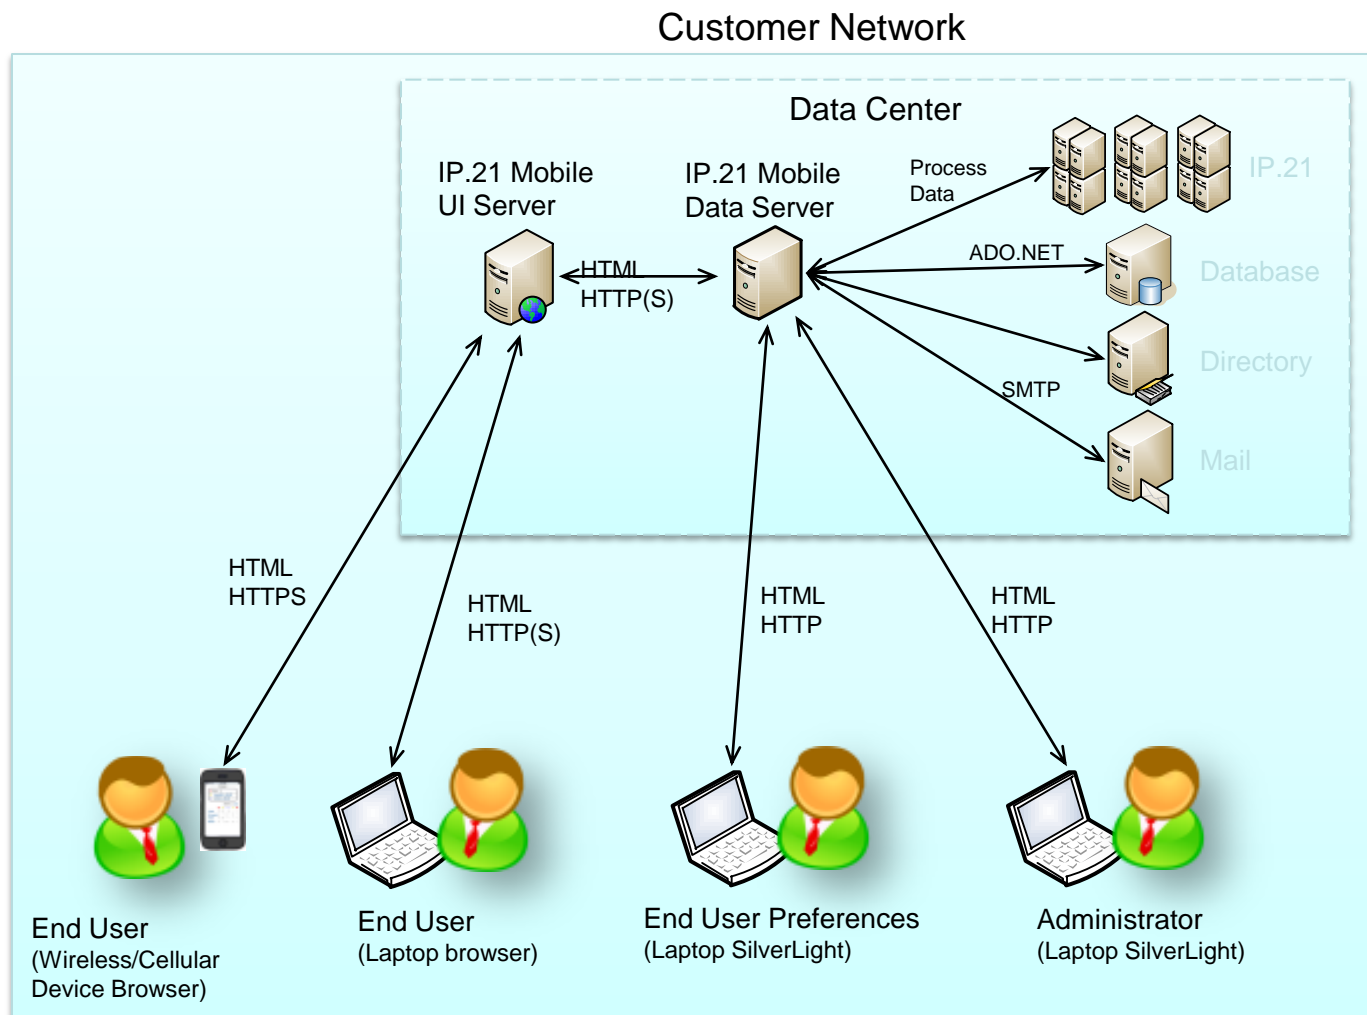 Customer Network
Data Center
IP.21 Mobile
UI Server
IP.21 Mobile
Data Server
Process
Data
IP.21
HTML
HTTP(S)
ADO.NET
Database
Directory
SMTP
Mail
HTML
HTTPS
HTML
HTTP(S)
HTML
HTTP
HTML
HTTP
End User
(Wireless/Cellular
Device Browser)
End User
(Laptop browser)
End User Preferences
(Laptop SilverLight)
Administrator
(Laptop SilverLight)